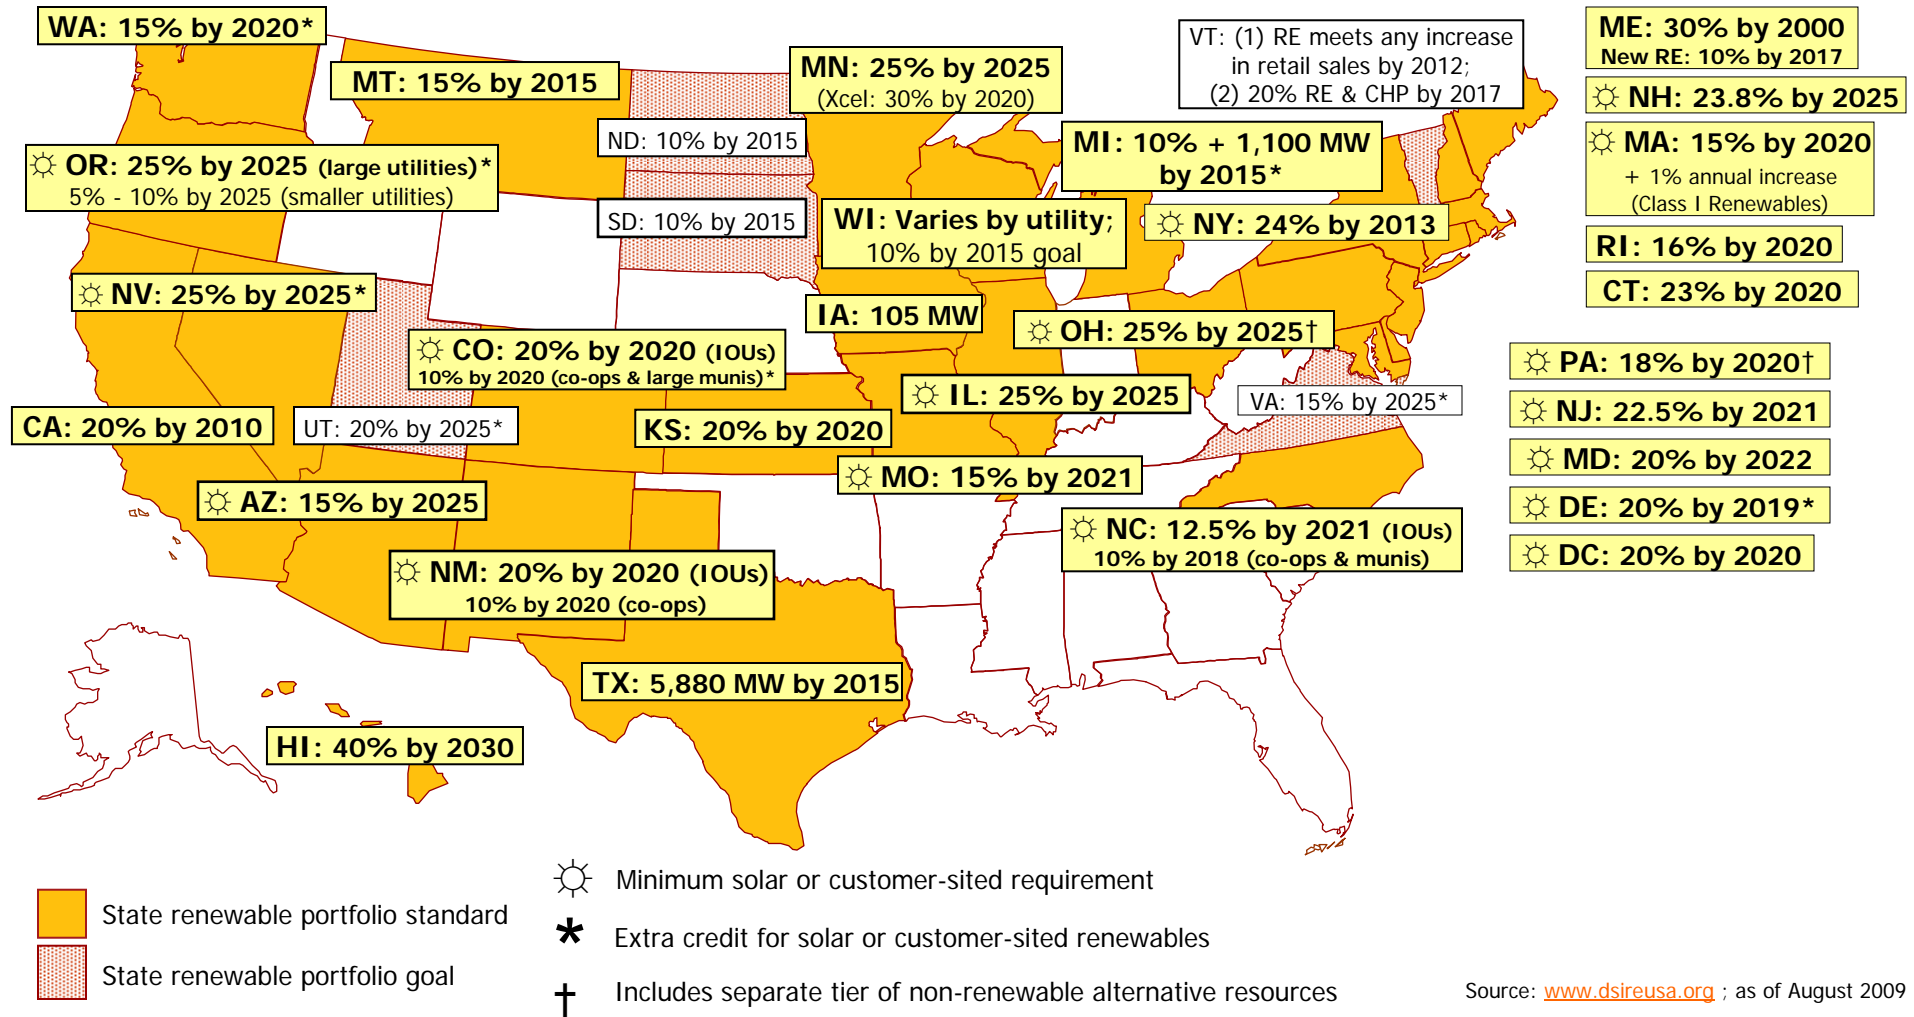 WA: 15% by 2020*
MT: 15% by 2015
MN: 25% by 2025
(Xcel: 30% by 2020)
VT: (1) RE meets any increase
in retail sales by 2012;
(2) 20% RE & CHP by 2017
ME: 30% by 2000
New RE: 10% by 2017
☼ NH: 23.8% by 2025
☼ MA: 15% by 2020
+ 1% annual increase
(Class I Renewables)
RI: 16% by 2020
CT: 23% by 2020
ND: 10% by 2015
MI: 10% + 1,100 MW
by 2015*
☼ OR: 25% by 2025 (large utilities)*
5% - 10% by 2025 (smaller utilities)
SD: 10% by 2015
WI: Varies by utility;
10% by 2015 goal
☼ NY: 24% by 2013
☼ NV: 25% by 2025*
IA: 105 MW
☼ OH: 25% by 2025†
☼ CO: 20% by 2020 (IOUs)
10% by 2020 (co-ops & large munis)*
☼ PA: 18% by 2020†
☼ NJ: 22.5% by 2021
☼ MD: 20% by 2022
☼ DE: 20% by 2019*
☼ DC: 20% by 2020
☼ IL: 25% by 2025
VA: 15% by 2025*
CA: 20% by 2010
UT: 20% by 2025*
KS: 20% by 2020
☼ MO: 15% by 2021
☼ AZ: 15% by 2025
☼ NC: 12.5% by 2021 (IOUs)
10% by 2018 (co-ops & munis)
☼ NM: 20% by 2020 (IOUs)
10% by 2020 (co-ops)
TX: 5,880 MW by 2015
HI: 40% by 2030
State renewable portfolio standard
State renewable portfolio goal
☼ Minimum solar or customer-sited requirement
* Extra credit for solar or customer-sited renewables
† Includes separate tier of non-renewable alternative resources
Source: www.dsireusa.org ; as of August 2009